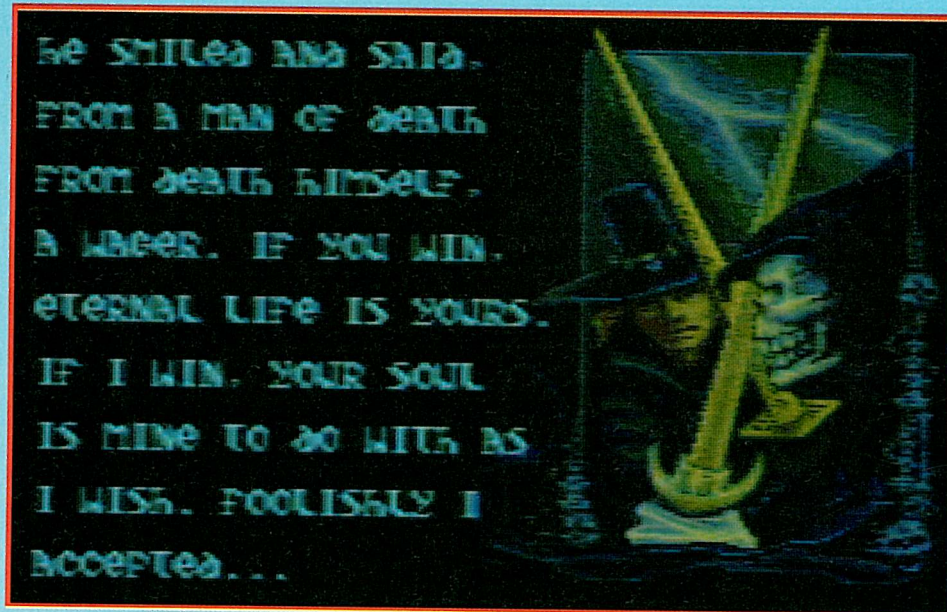 he smiled and said.
from a man of death
from death himself.
a wager. if you win.
eternal life is yours.
if i win. your soul
is mine to do with as
i wish. foolishly i
accepted...